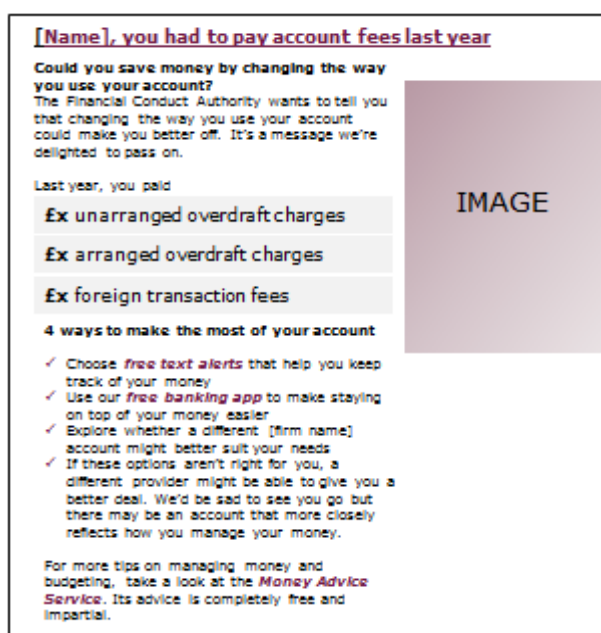 [Name], you had to pay account fees last year
Could you save money by changing the way
you use your account?
The Financial Conduct Authority wants to tell you
that changing the way you use your account
could make you better off. It's a message we're
delighted to pass on.
Last year, you paid
£x unarranged overdraft charges
£x arranged overdraft charges
£x foreign transaction fees
IMAGE
4 ways to make the most of your account
✓ Choose free text alerts that help you keep
track of your money
✓ Use our free banking app to make staying
on top of your money easier
✓ Explore whether a different [firm name]
account might better suit your needs
✓ If these options aren't right for you, a
different provider might be able to give you a
better deal. We'd be sad to see you go but
there may be an account that more closely
reflects how you manage your money.
For more tips on managing money and
budgeting, take a look at the Money Advice
Service. Its advice is completely free and
impartial.